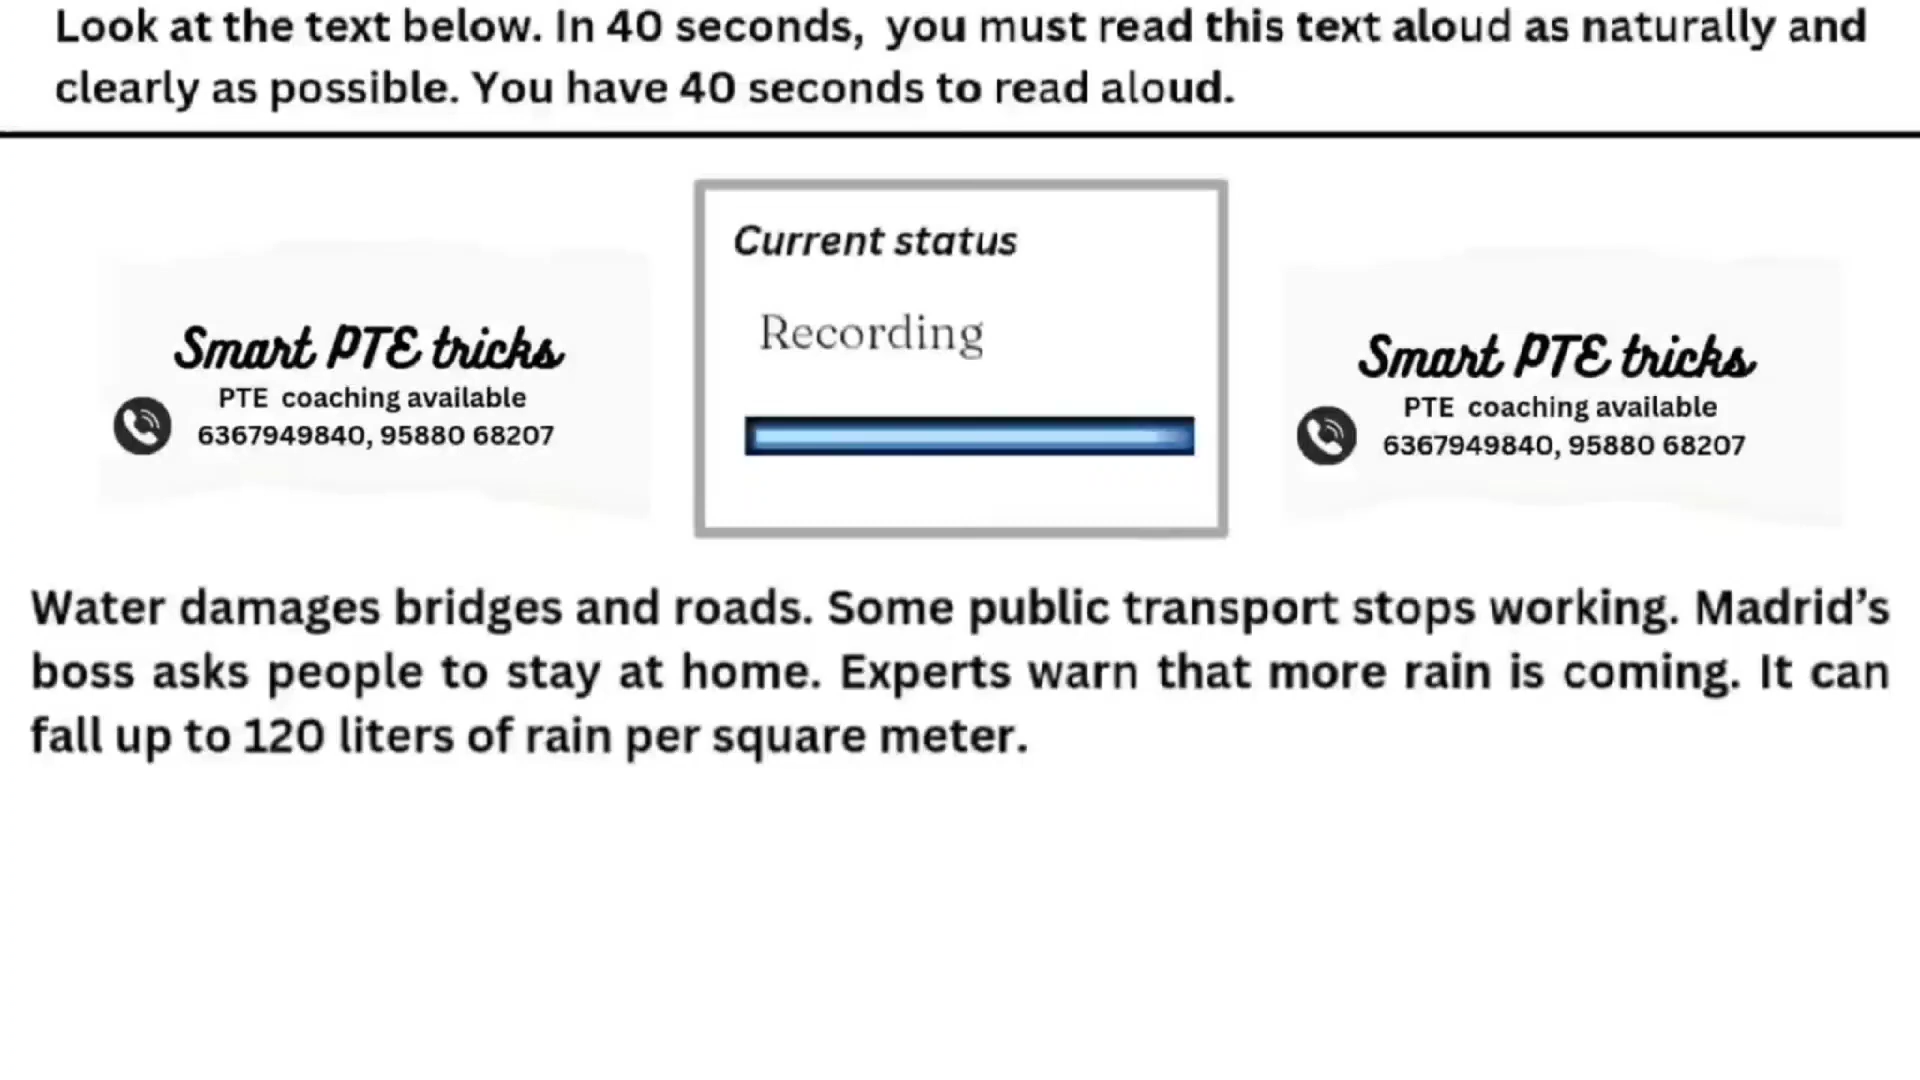 Look at the text below. In 40 seconds, you must read this text aloud as naturally and
clearly as possible. You have 40 seconds to read aloud.
Current status
Recording
Smart PTE tricks
PTE coaching available
6367949840, 95880 68207
Smart PTE tricks
PTE coaching available
6367949840, 95880 68207
Water damages bridges and roads. Some public transport stops working. Madrid’s
boss asks people to stay at home. Experts warn that more rain is coming. It can
fall up to 120 liters of rain per square meter.